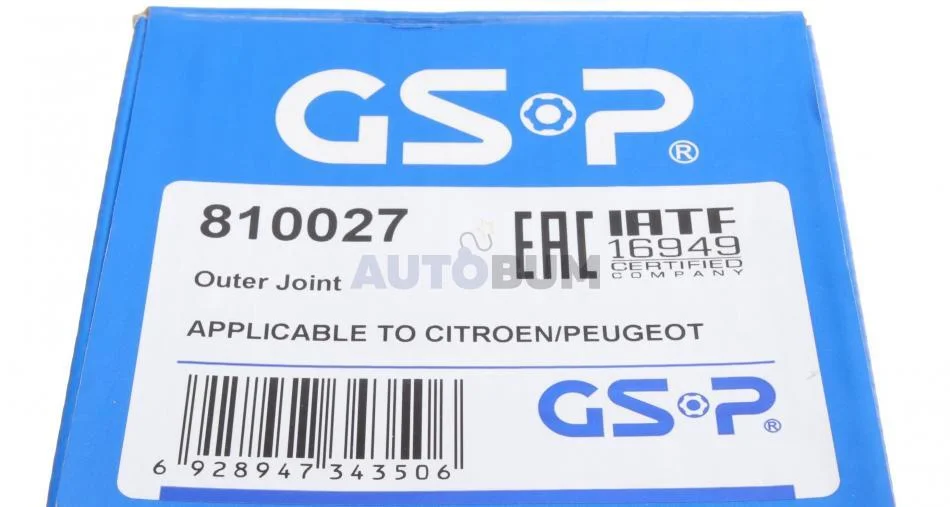 GSP®
810027
EAC
IATF
16949
CERTIFIED
COMPANY
Outer Joint
AUTOBUM
APPLICABLE TO CITROEN/PEUGEOT
GSP®
6 928947 343506